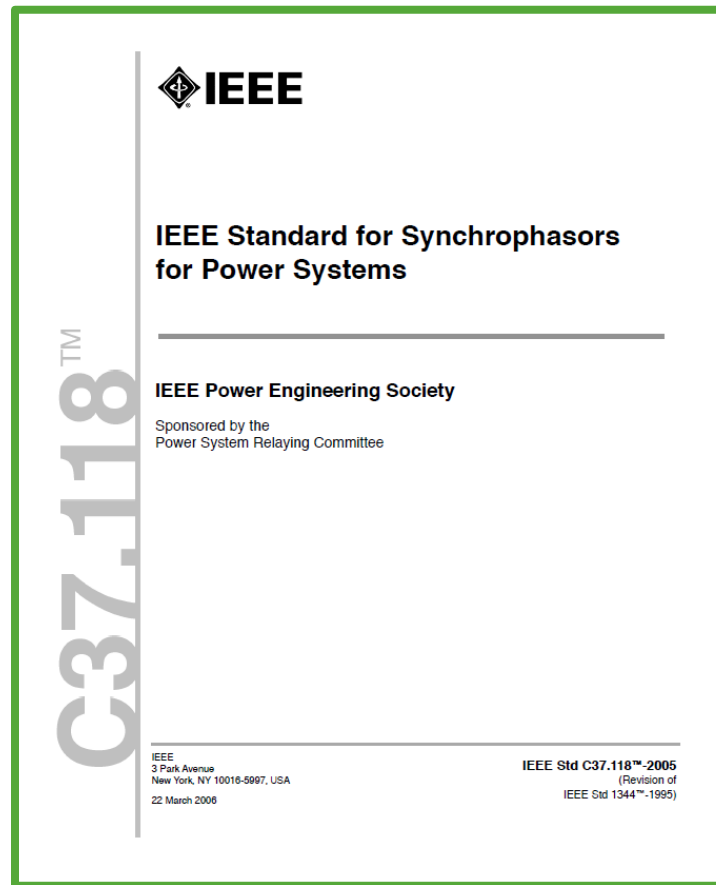 IEEE
IEEE Standard for Synchrophasors
for Power Systems
C37.118™
IEEE Power Engineering Society
Sponsored by the
Power System Relaying Committee
IEEE
3 Park Avenue
New York, NY 10016-5997, USA
22 March 2006
IEEE Std C37.118™-2005
(Revision of
IEEE Std 1344™-1995)